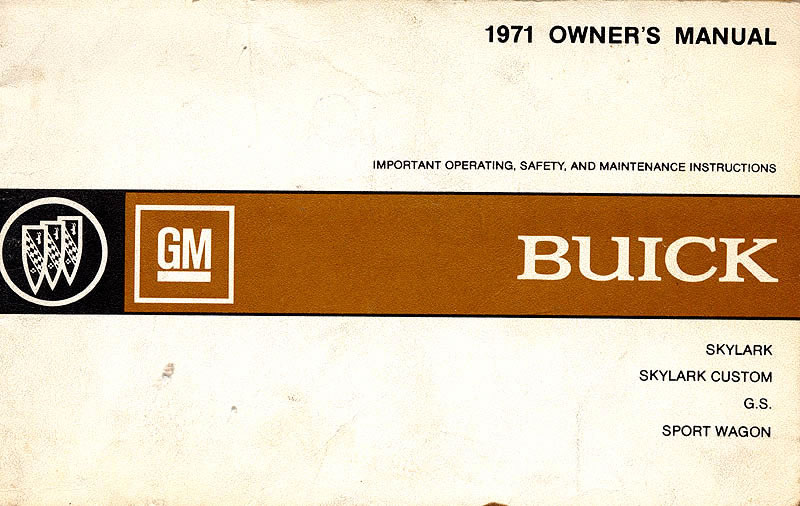 1971 OWNER'S MANUAL
IMPORTANT OPERATING, SAFETY, AND MAINTENANCE INSTRUCTIONS
GM
BUICK
SKYLARK
SKYLARK CUSTOM
G.S.
SPORT WAGON